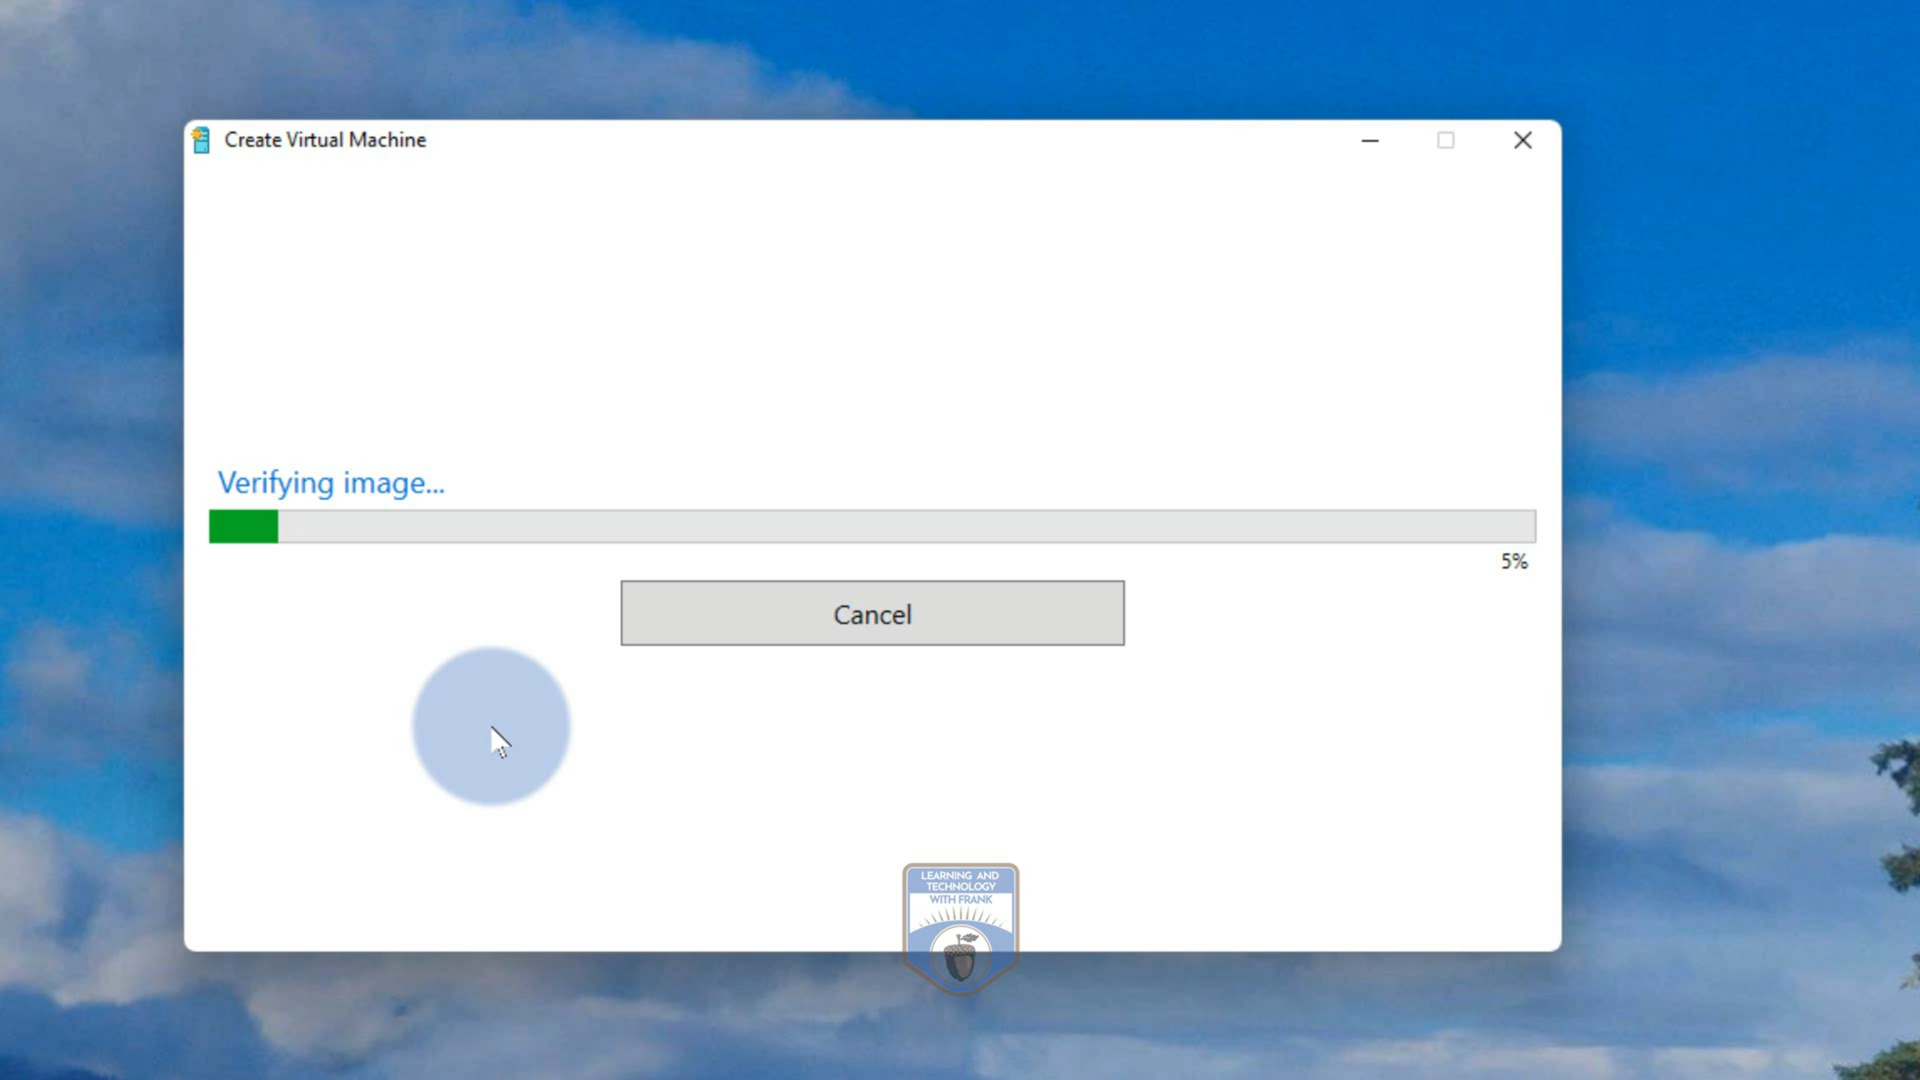 Create Virtual Machine
Verifying image...
5%
Cancel
LEARNING AND
TECHNOLOGY
WITH FRANK